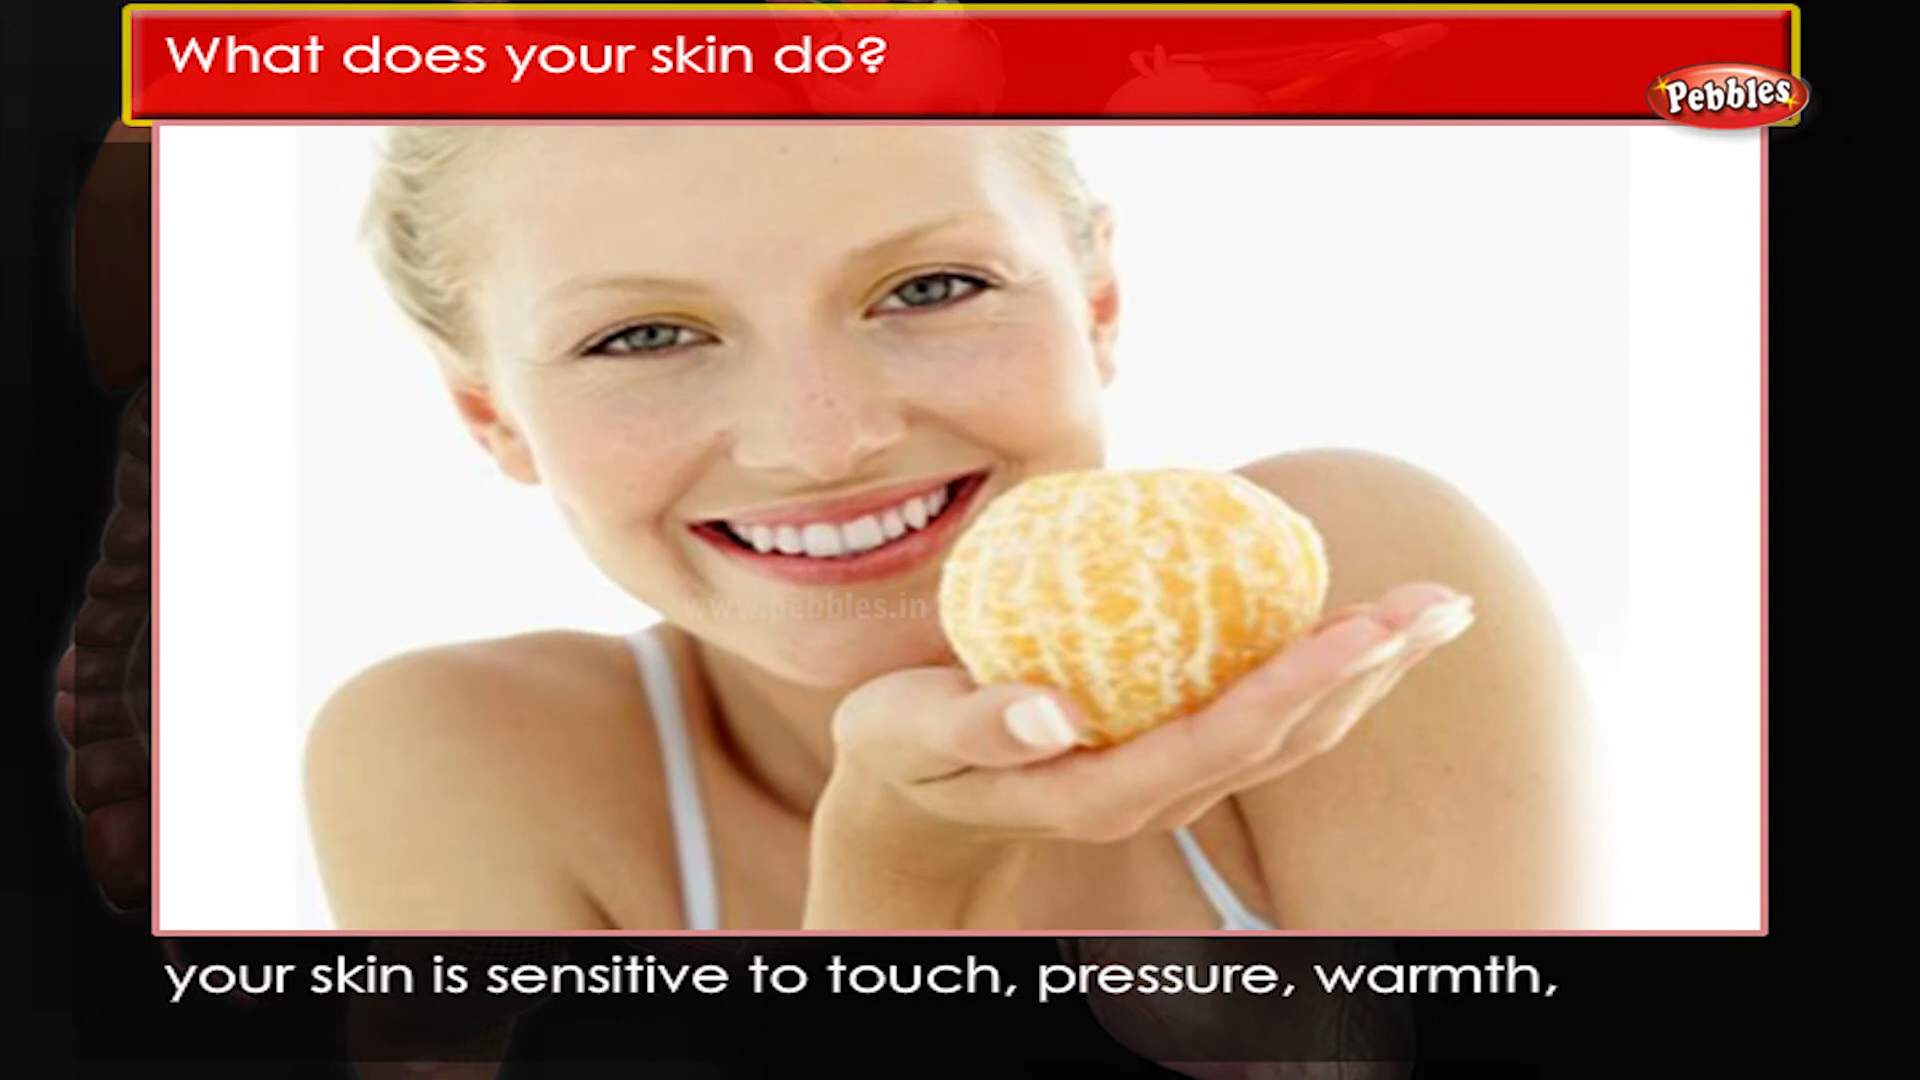 What does your skin do?
Pebbles
www.pebbles.in
your skin is sensitive to touch, pressure, warmth,